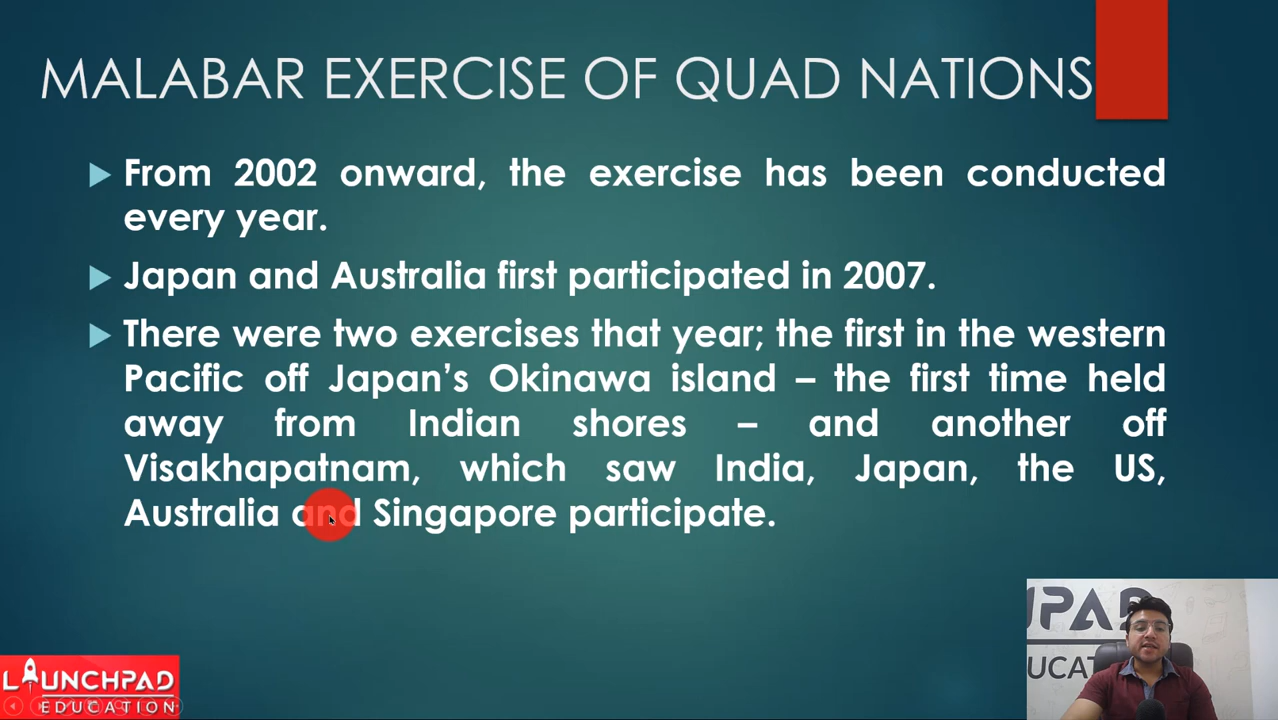 MALABAR EXERCISE OF QUAD NATIONS
From 2002 onward, the exercise has been conducted
every year.
Japan and Australia first participated in 2007.
There were two exercises that year; the first in the western
Pacific off Japan's Okinawa island – the first time held
away from Indian shores – and another off
Visakhapatnam, which saw India, Japan, the US,
Australia and Singapore participate.
LAUNCHPAD
EDUCATION